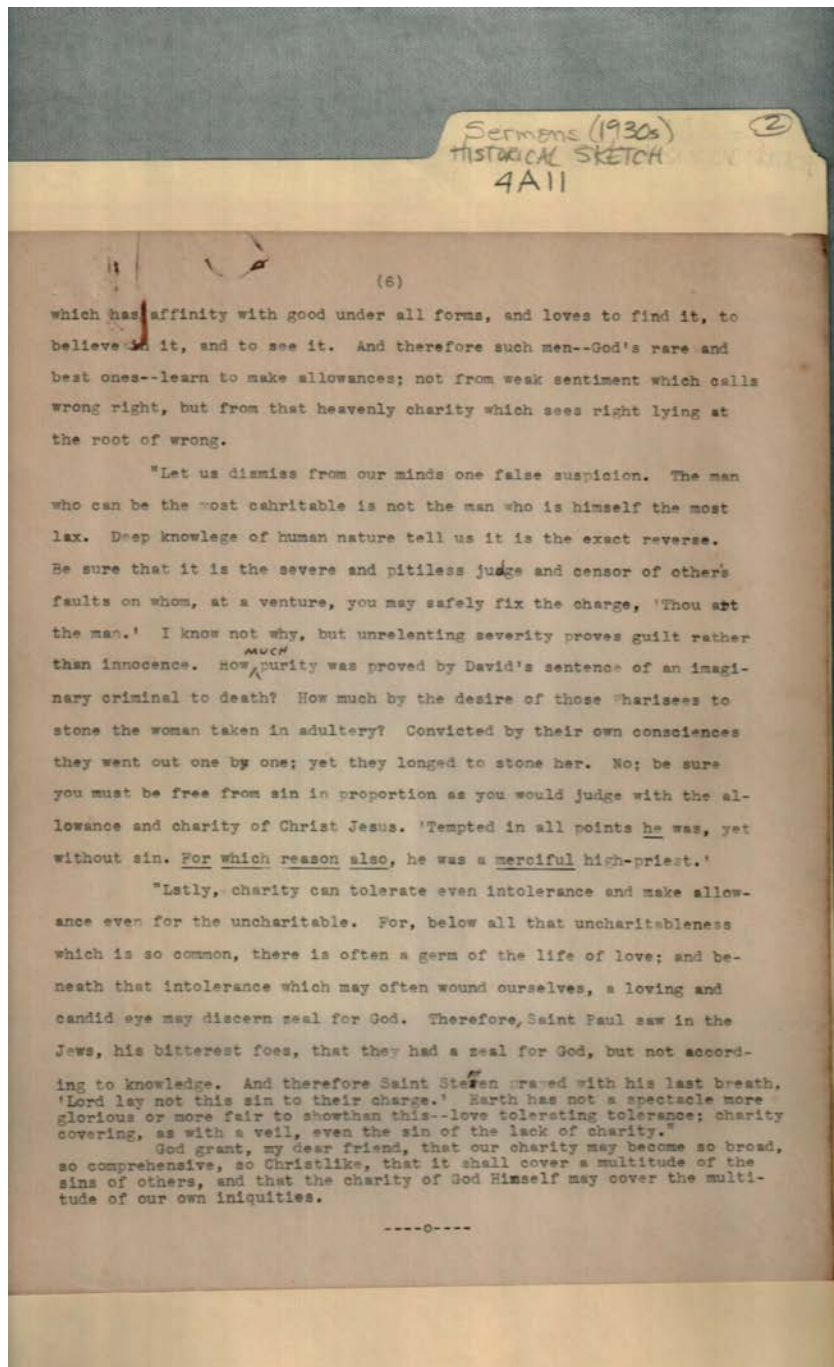 Sermons (1930s) 2
HISTORICAL SKETCH
4A11
(6)
which has affinity with good under all forms, and loves to find it, to
believe in it, and to see it. And therefore such men--God's rare and
best ones--learn to make allowances; not from weak sentiment which calls
wrong right, but from that heavenly charity which sees right lying at
the root of wrong.
"Let us dismiss from our minds one false suspicion. The man
who can be the most cahritable is not the man who is himself the most
lax. Deep knowlege of human nature tell us it is the exact reverse.
Be sure that it is the severe and pitiless judge and censor of other's
faults on whom, at a venture, you may safely fix the charge, 'Thou art
the man.' I know not why, but unrelenting severity proves guilt rather
than innocence. How MUCH purity was proved by David's sentence of an imagi-
nary criminal to death? How much by the desire of those Pharisees to
stone the woman taken in adultery? Convicted by their own consciences
they went out one by one; yet they longed to stone her. No; be sure
you must be free from sin in proportion as you would judge with the al-
lowance and charity of Christ Jesus. 'Tempted in all points he was, yet
without sin. For which reason also, he was a merciful high-priest.'
"Lstly, charity can tolerate even intolerance and make allow-
ance even for the uncharitable. For, below all that uncharitableness
which is so common, there is often a germ of the life of love; and be-
neath that intolerance which may often wound ourselves, a loving and
candid eye may discern zeal for God. Therefore, Saint Paul saw in the
Jews, his bitterest foes, that they had a zeal for God, but not accord-
ing to knowledge. And therefore Saint Stephen prayed with his last breath,
'Lord lay not this sin to their charge.' Earth has not a spectacle more
glorious or more fair to showthan this--love tolerating tolerance; charity
covering, as with a veil, even the sin of the lack of charity."
God grant, my dear friend, that our charity may become so broad,
so comprehensive, so Christlike, that it shall cover a multitude of the
sins of others, and that the charity of God Himself may cover the multi-
tude of our own iniquities.
----o----